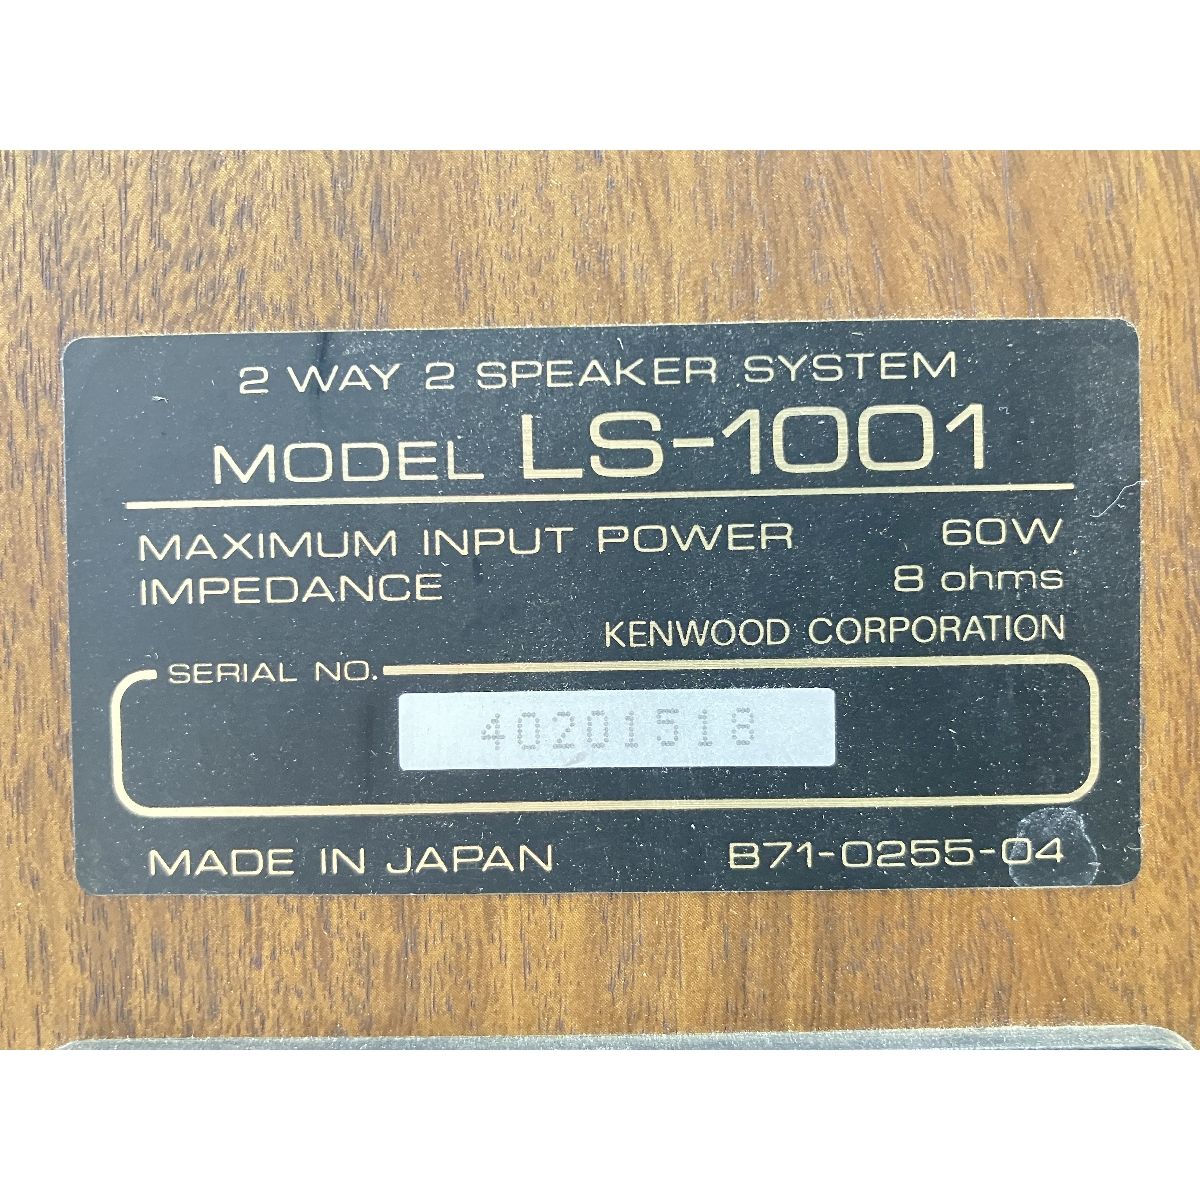 2 WAY 2 SPEAKER SYSTEM
MODEL LS-1001
MAXIMUM INPUT POWER 60W
IMPEDANCE 8 ohms
KENWOOD CORPORATION
SERIAL NO.
40201518
MADE IN JAPAN B71-0255-04